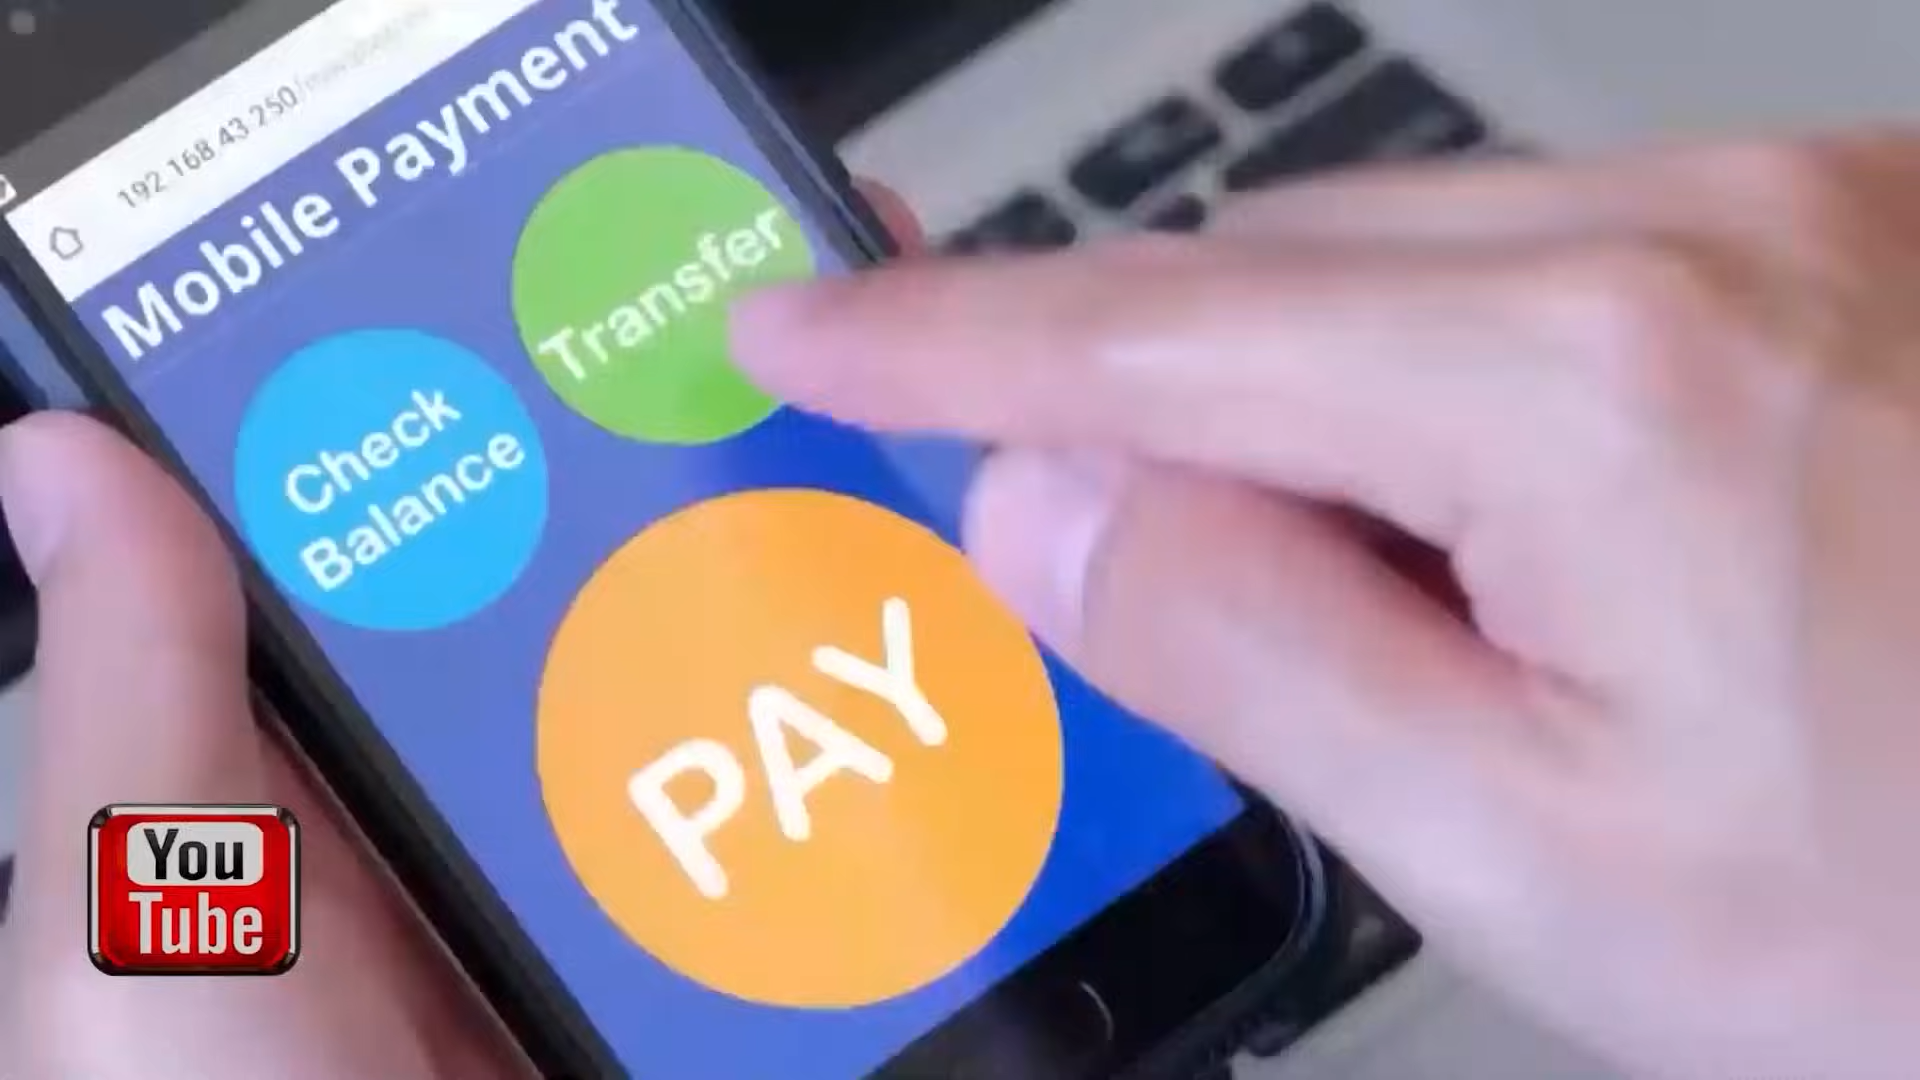 192.168.43.250/
Mobile Payment
Transfer
Check
Balance
PAY
You
Tube